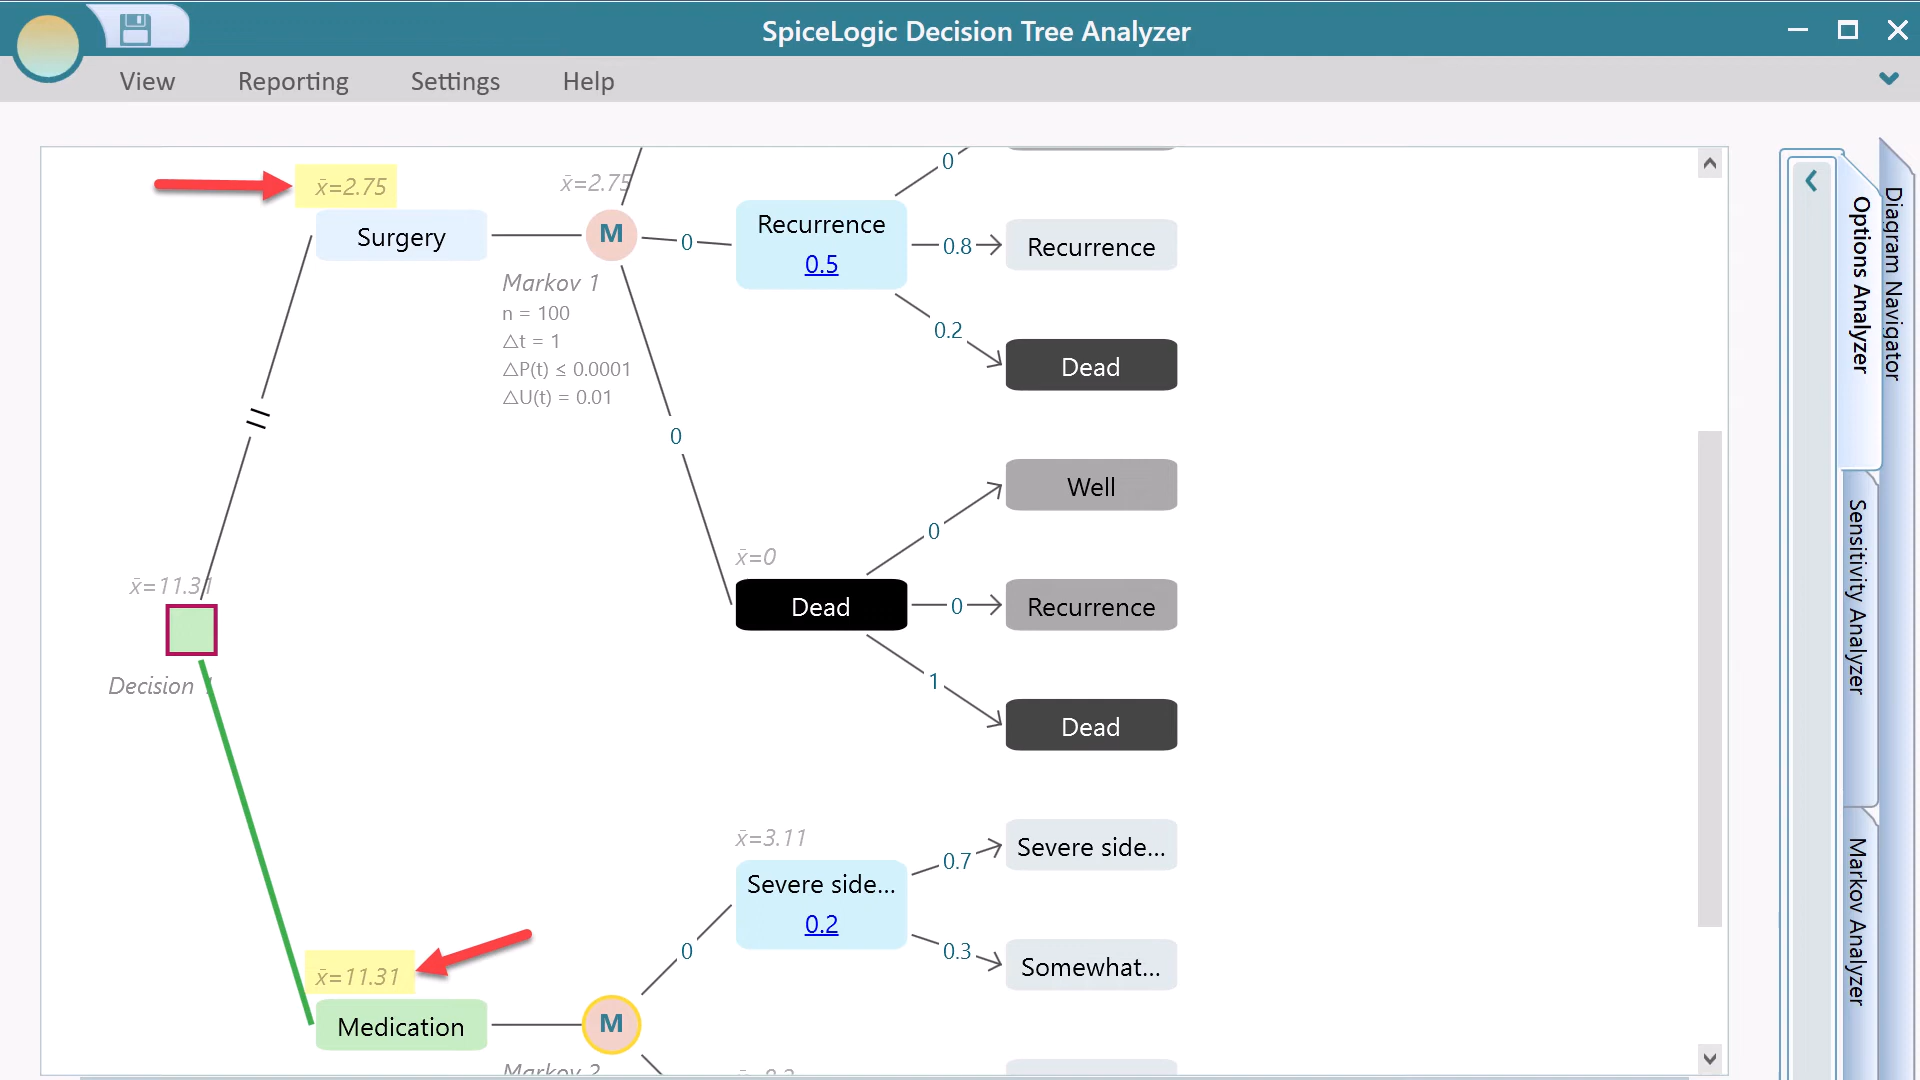 SpiceLogic Decision Tree Analyzer
View Reporting Settings Help
x̄=2.75
x̄=2.75
0
Surgery
M
0
Recurrence
0.5
0.8
Recurrence
Markov 1
n = 100
△t = 1
△P(t) ≤ 0.0001
△U(t) = 0.01
0.2
Dead
0
Well
0
x̄=0
Dead
0
Recurrence
1
Dead
x̄=11.31
Decision
x̄=3.11
Severe side...
0.2
0.7
Severe side...
0.3
Somewhat...
0
x̄=11.31
Medication
M
Markov 2
Options Analyzer
Diagram Navigator
Sensitivity Analyzer
Markov Analyzer